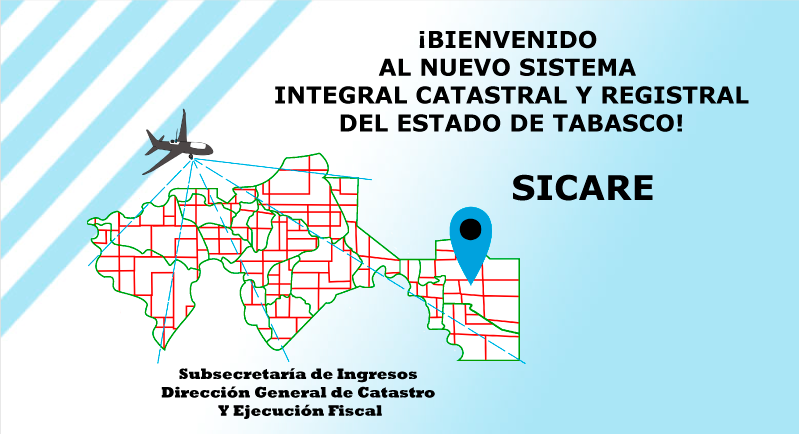 ¡BIENVENIDO
AL NUEVO SISTEMA
INTEGRAL CATASTRAL Y REGISTRAL
DEL ESTADO DE TABASCO!
SICARE
Subsecretaría de Ingresos
Dirección General de Catastro
Y Ejecución Fiscal